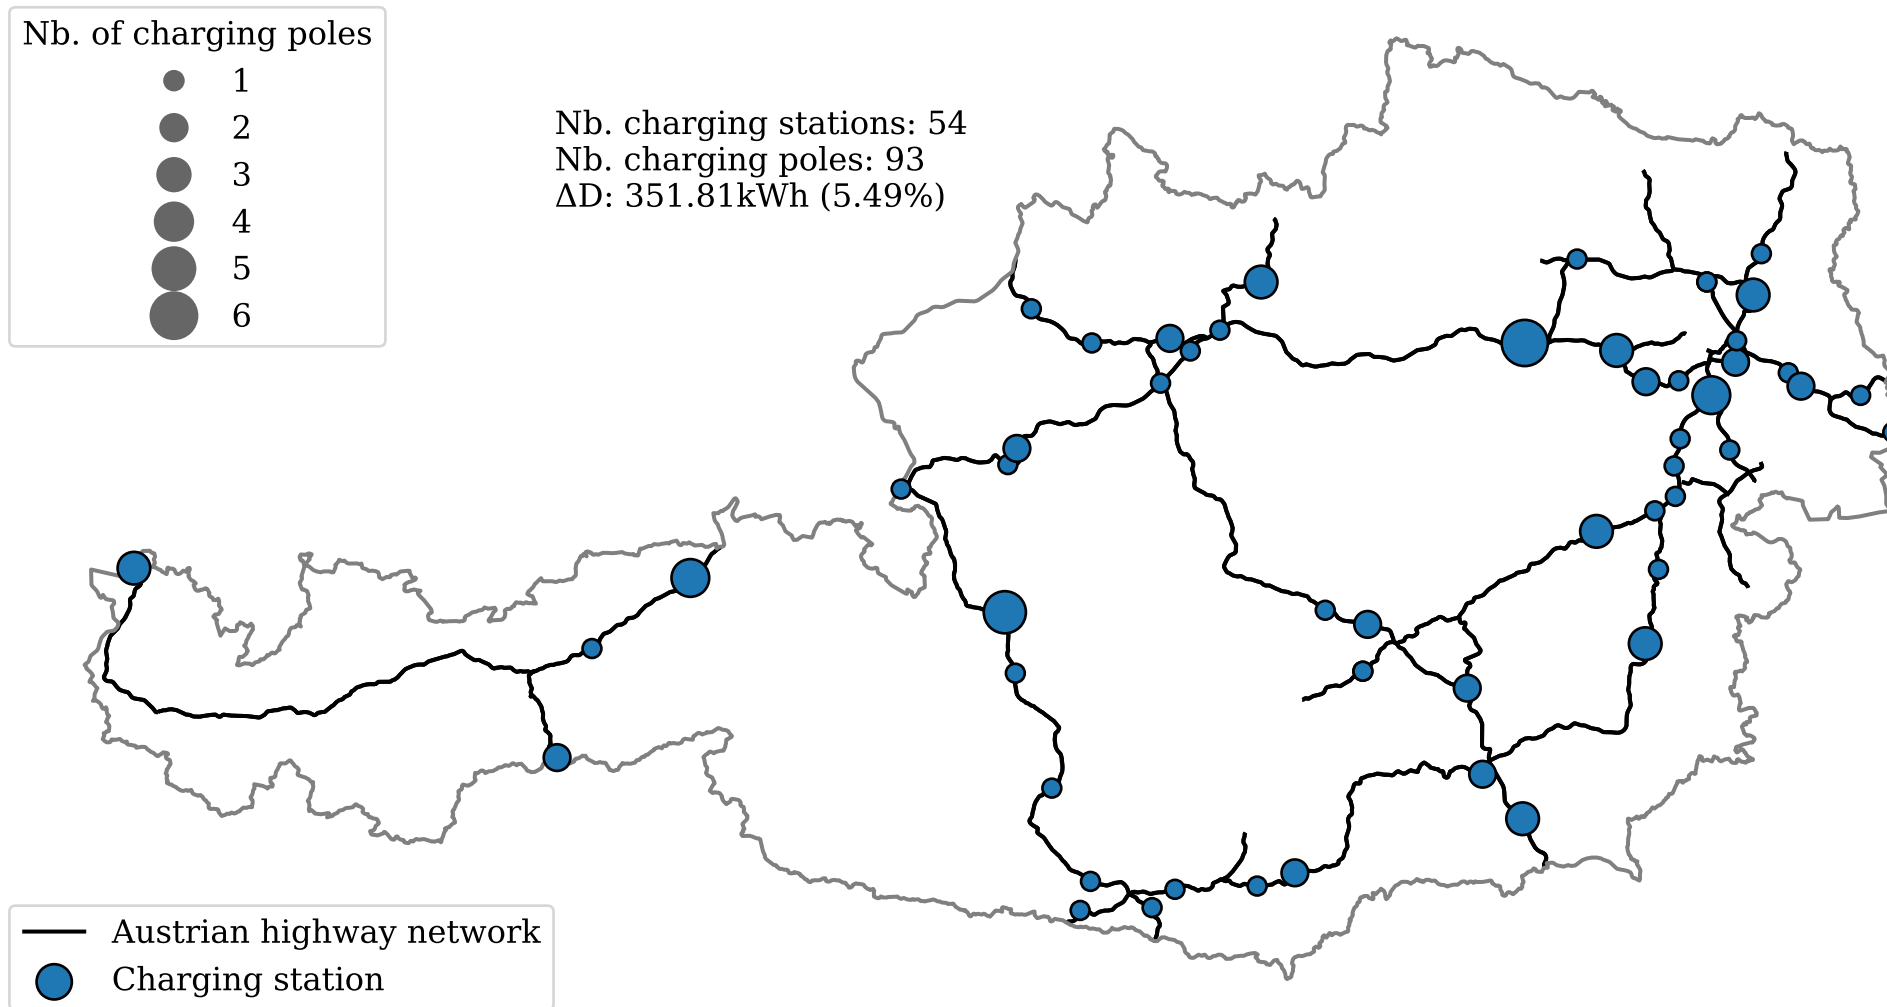 Nb. of charging poles
1
2
3
4
5
6
Nb. charging stations: 54
Nb. charging poles: 93
ΔD: 351.81kWh (5.49%)
Austrian highway network
Charging station